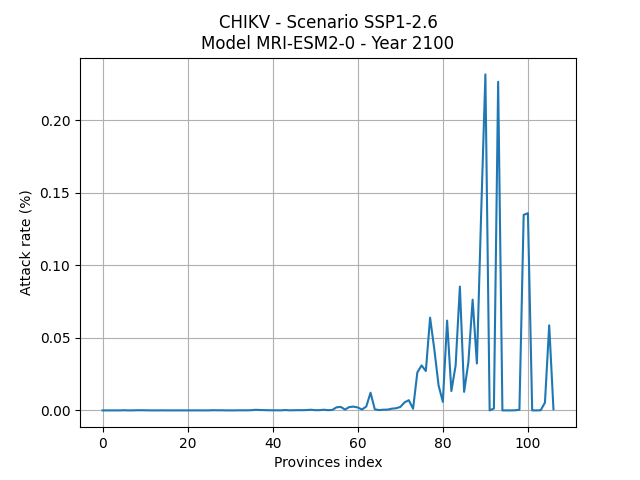 CHIKV - Scenario SSP1-2.6
Model MRI-ESM2-0 - Year 2100
0.20
0.15
0.10
0.05
0.00
Attack rate (%)
0 20 40 60 80 100
Provinces index